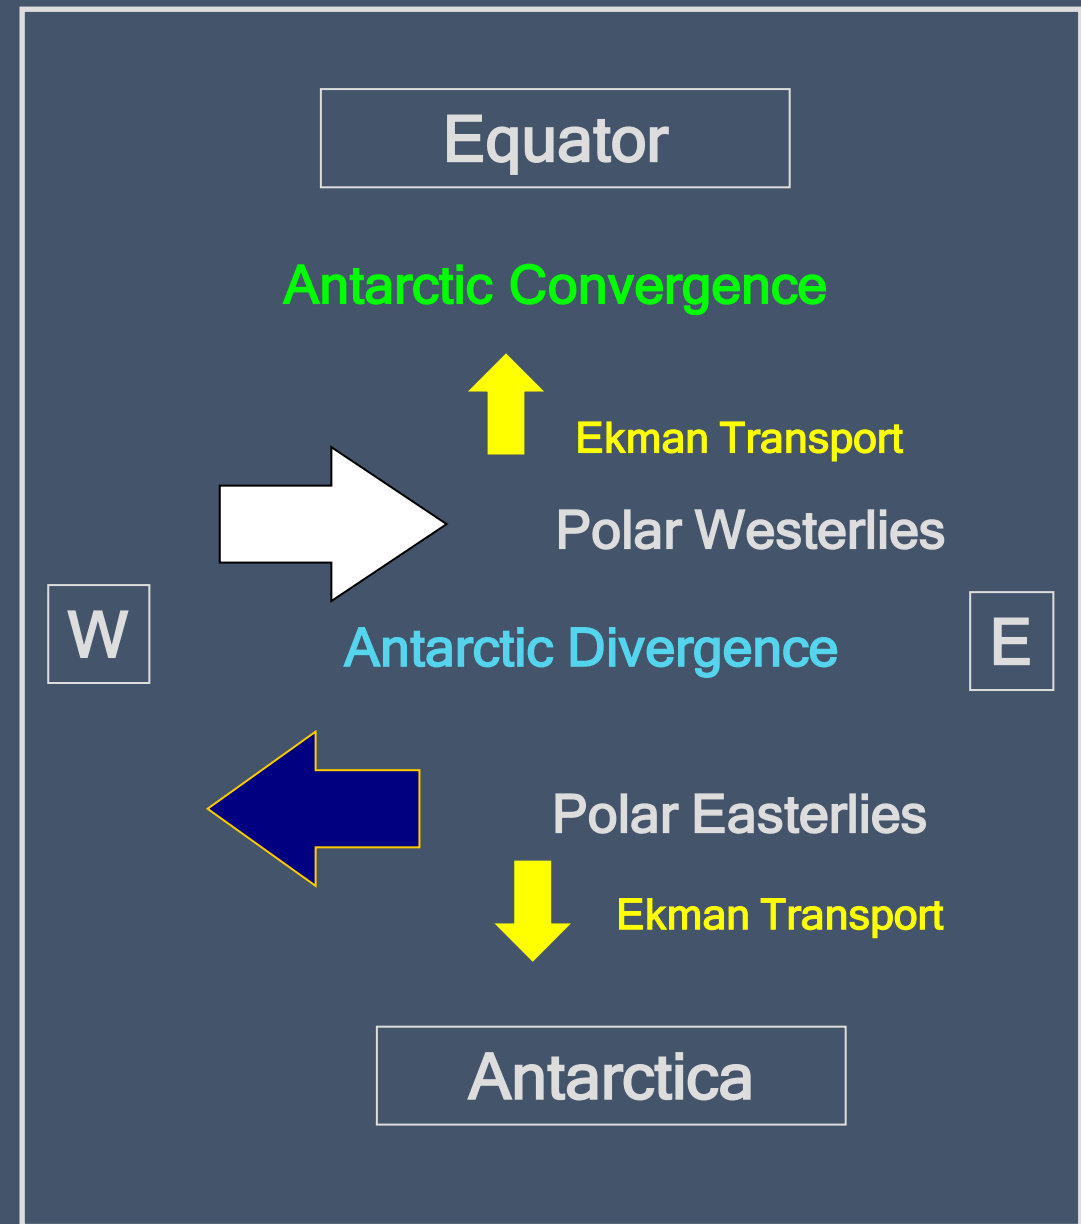 Equator
Antarctic Convergence
Ekman Transport
Polar Westerlies
W
Antarctic Divergence
E
Polar Easterlies
Ekman Transport
Antarctica